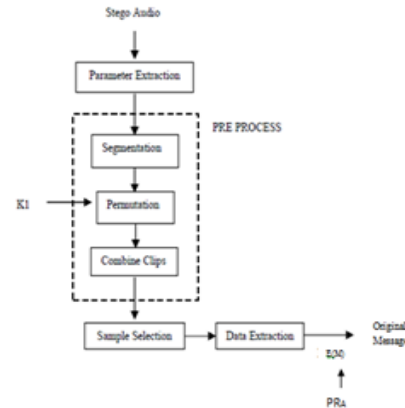 Stego Audio
Parameter Extraction
PRE PROCESS
Segmentation
K1
Permutation
Combine Clips
Sample Selection
Data Extraction
Original
Message
E(M)
PRA